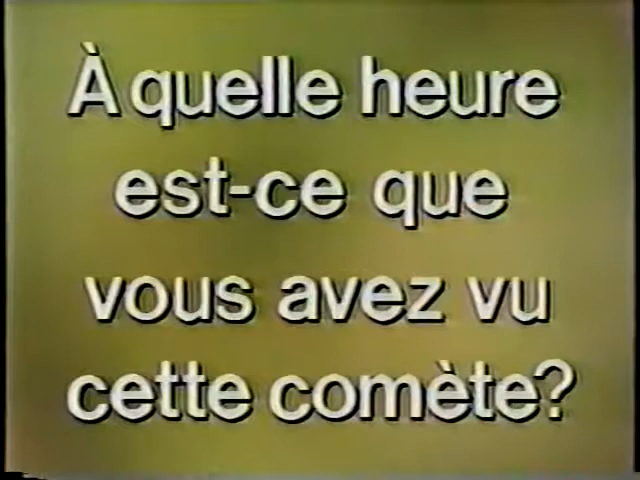 À quelle heure
est-ce que
vous avez vu
cette comète?